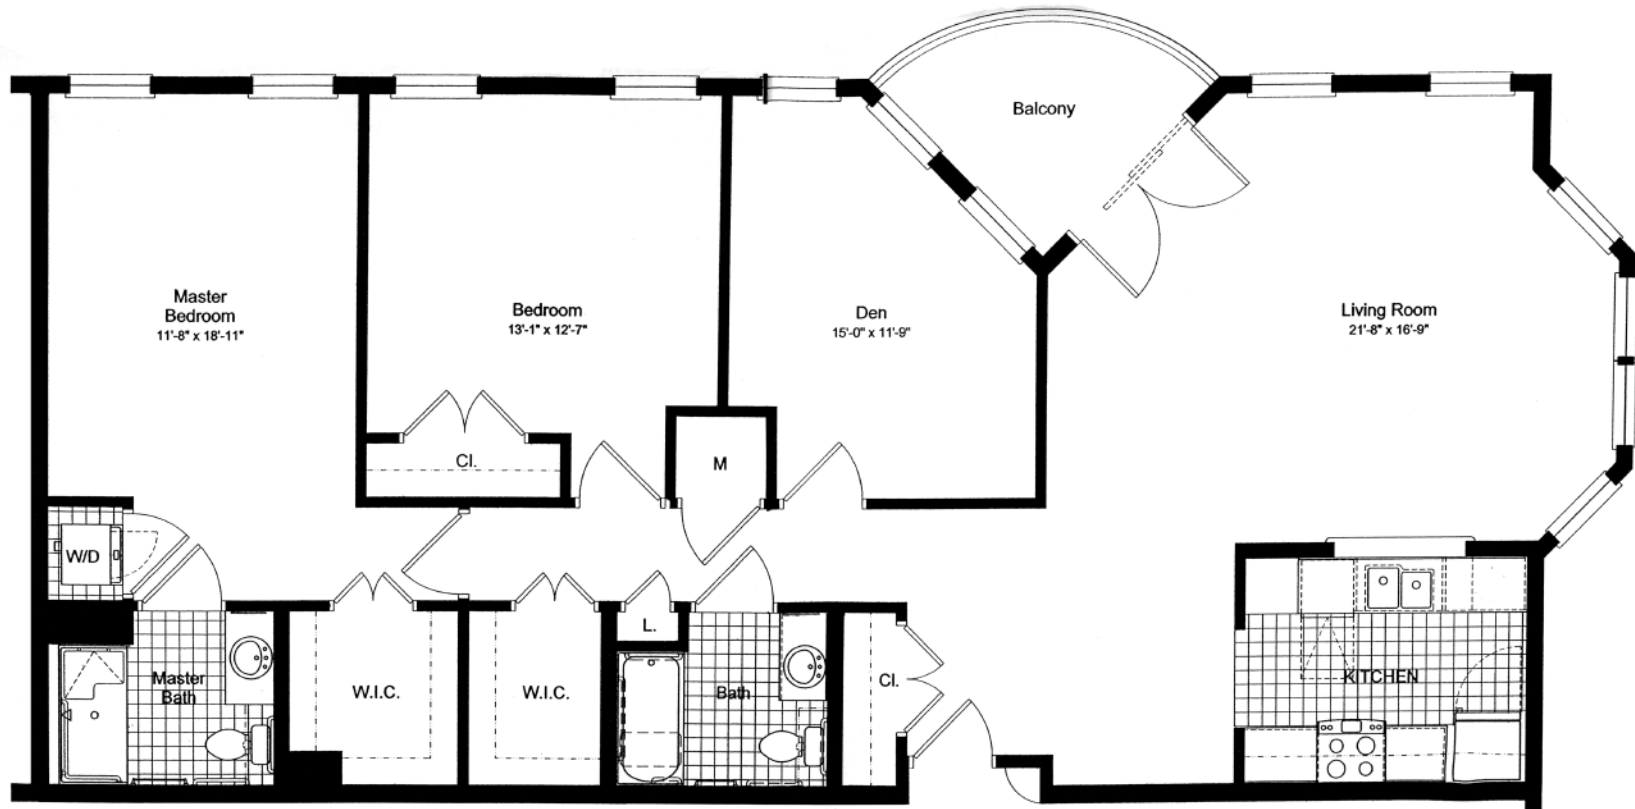 Balcony
Master
Bedroom
11'-8" x 18'-11"
Bedroom
13'-1" x 12'-7"
Den
15'-0" x 11'-9"
Living Room
21'-8" x 16'-9"
Cl.
M
W/D
L.
Master
Bath
W.I.C.
W.I.C.
Bath
Cl.
KITCHEN